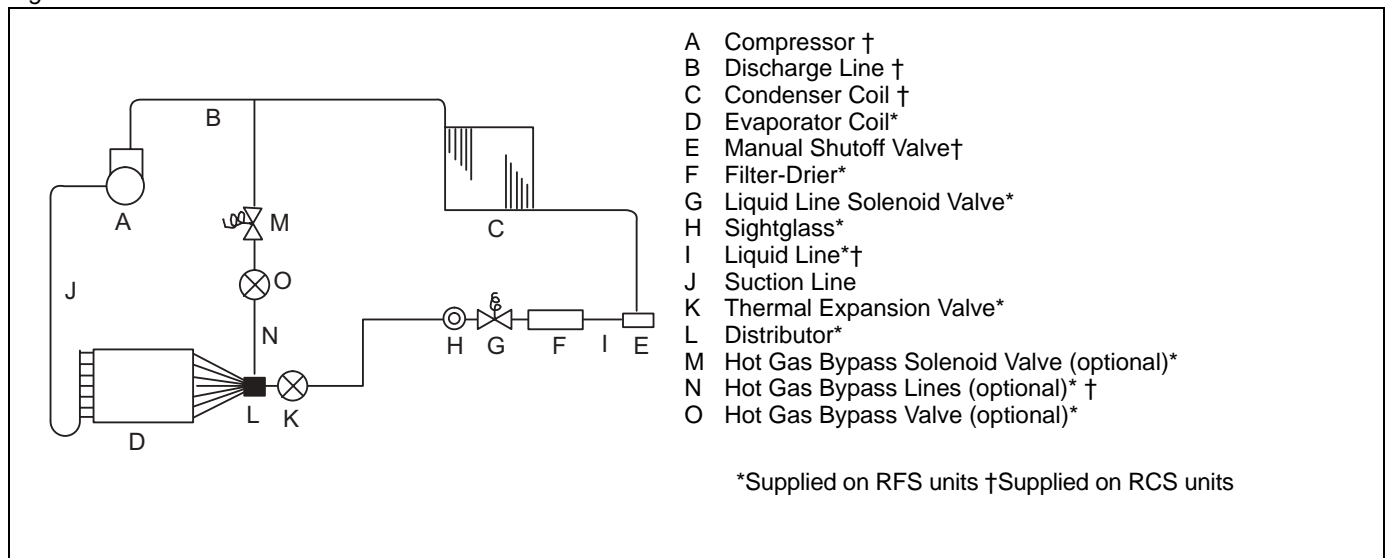 B
A
J
M
O
N
C
H
G
F
I
E
D
L
K
A Compressor †
B Discharge Line †
C Condenser Coil †
D Evaporator Coil*
E Manual Shutoff Valve†
F Filter-Drier*
G Liquid Line Solenoid Valve*
H Sightglass*
I Liquid Line*†
J Suction Line
K Thermal Expansion Valve*
L Distributor*
M Hot Gas Bypass Solenoid Valve (optional)*
N Hot Gas Bypass Lines (optional)* †
O Hot Gas Bypass Valve (optional)*
*Supplied on RFS units †Supplied on RCS units